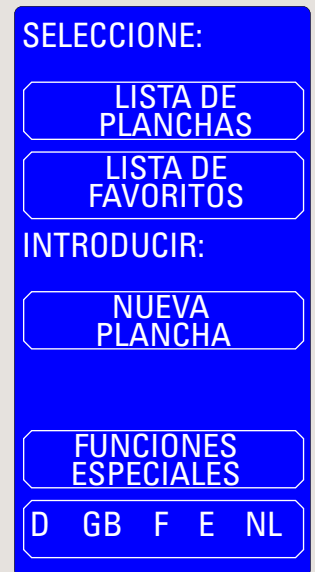 SELECCIONE:
LISTA DE
PLANCHAS
LISTA DE
FAVORITOS
INTRODUCIR:
NUEVA
PLANCHA
FUNCIONES
ESPECIALES
D GB F E NL